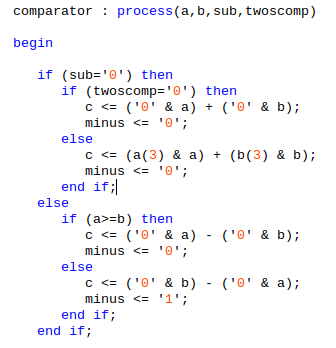 comparator : process(a,b,sub,twoscomp)
begin
if (sub='0') then
if (twoscomp='0') then
c <= ('0' & a) + ('0' & b);
minus <= '0';
else
c <= (a(3) & a) + (b(3) & b);
minus <= '0';
end if;
else
if (a>=b) then
c <= ('0' & a) - ('0' & b);
minus <= '0';
else
c <= ('0' & b) - ('0' & a);
minus <= '1';
end if;
end if;